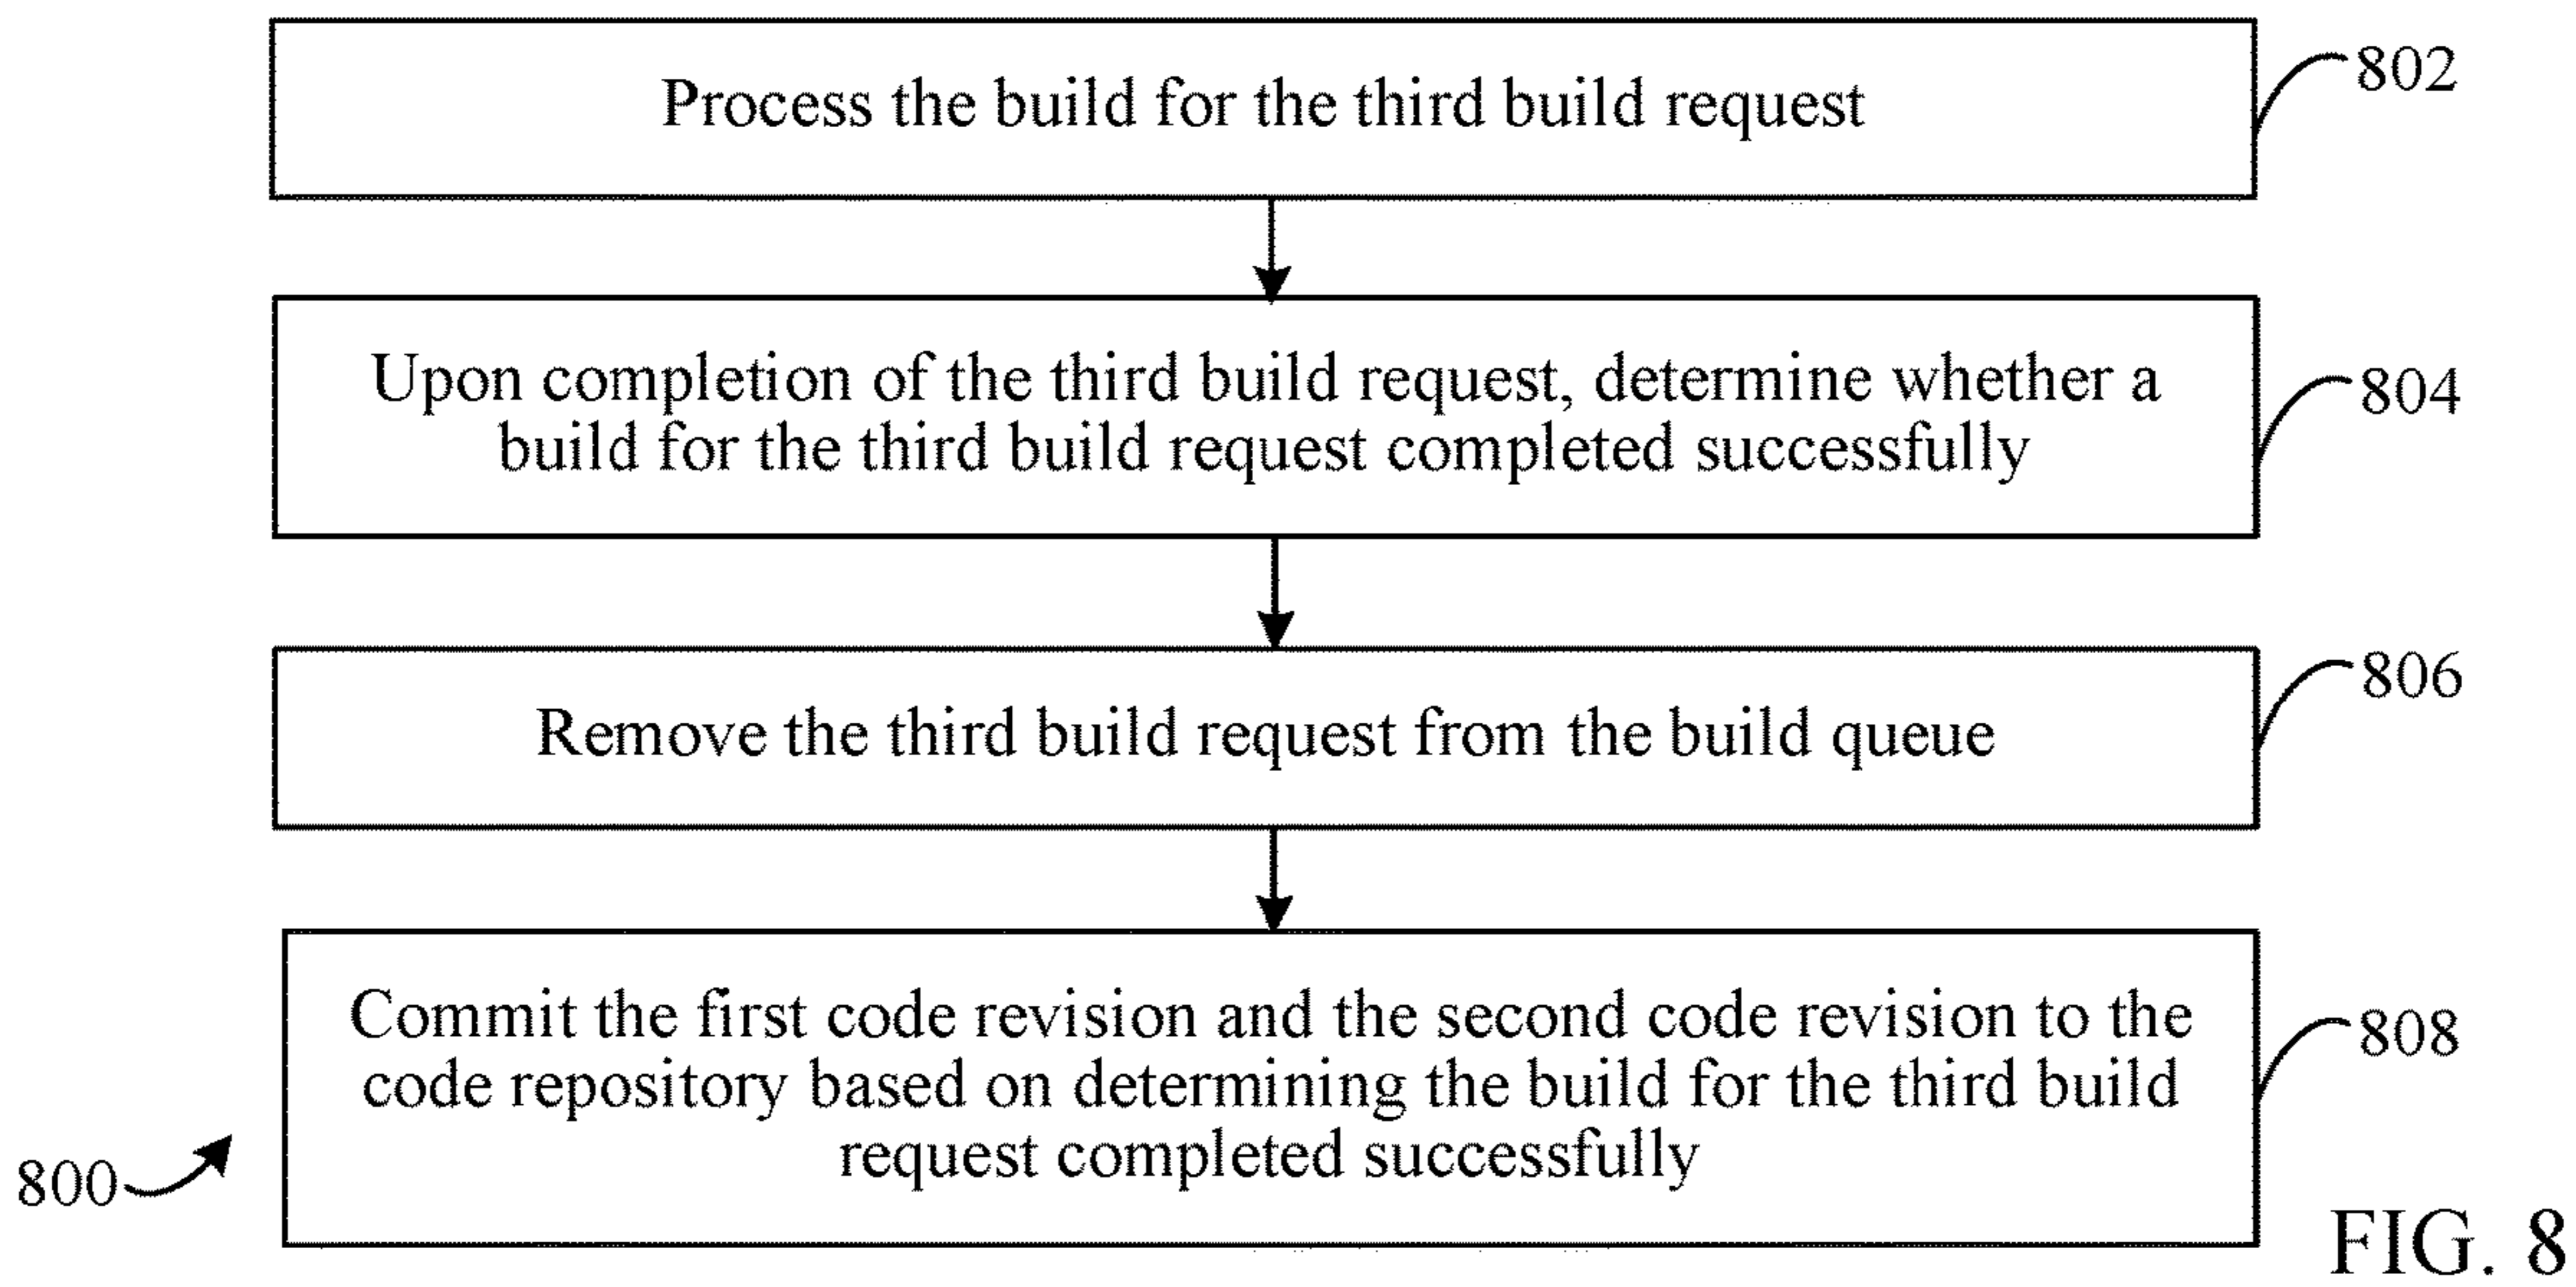 Process the build for the third build request
802
Upon completion of the third build request, determine whether a
build for the third build request completed successfully
804
Remove the third build request from the build queue
806
Commit the first code revision and the second code revision to the
code repository based on determining the build for the third build
request completed successfully
808
800
FIG. 8